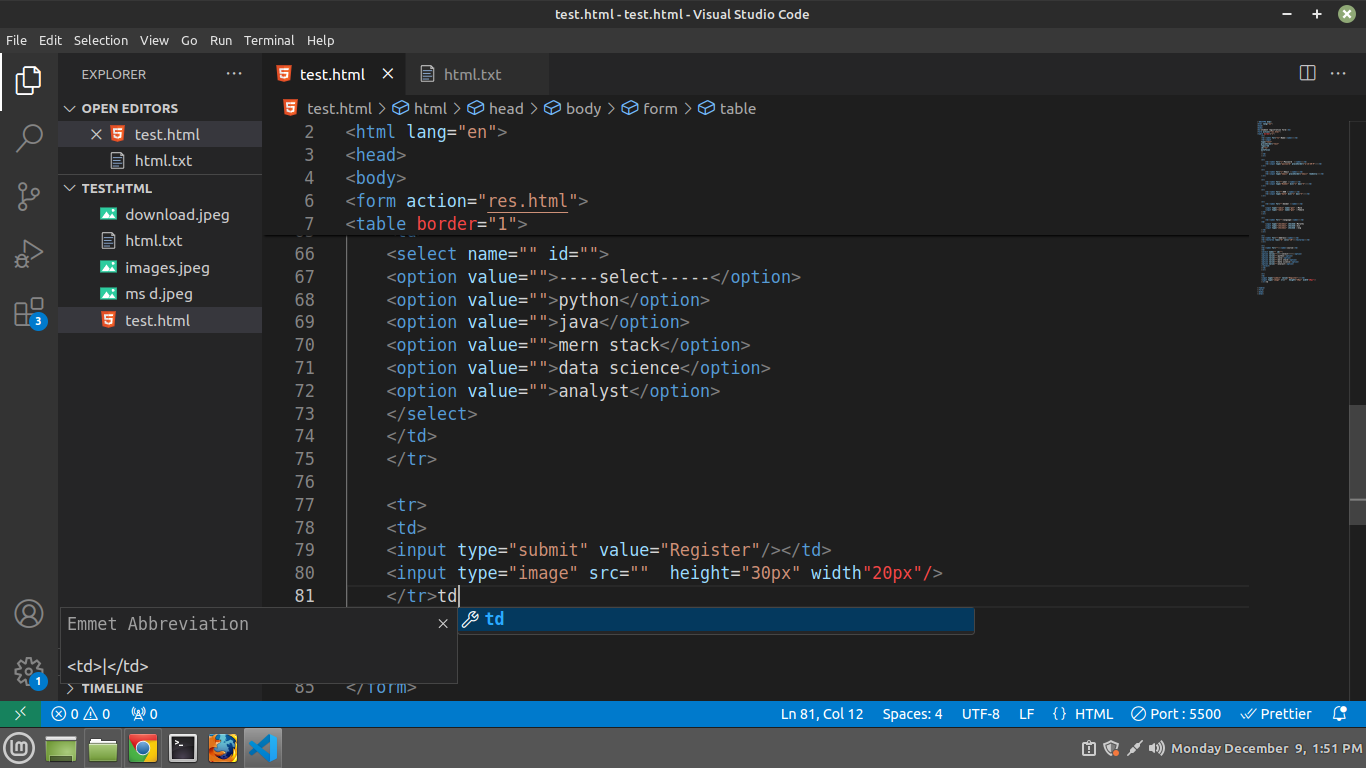 test.html - test.html - Visual Studio Code
File Edit Selection View Go Run Terminal Help
EXPLORER
OPEN EDITORS
test.html
html.txt
TEST.HTML
download.jpeg
html.txt
images.jpeg
ms d.jpeg
test.html
TIMELINE
3
1
test.html html.txt
test.html > html > head > body > form > table
2 <html lang="en">
3 <head>
4 <body>
6 <form action="res.html">
7 <table border="1">
66 <select name="" id="">
67 <option value="">----select-----</option>
68 <option value="">python</option>
69 <option value="">java</option>
70 <option value="">mern stack</option>
71 <option value="">data science</option>
72 <option value="">analyst</option>
73 </select>
74 </td>
75 </tr>
76
77 <tr>
78 <td>
79 <input type="submit" value="Register"/></td>
80 <input type="image" src=""  height="30px" width"20px"/>
81 </tr>td
td
Emmet Abbreviation
<td>|</td>
85 </form>
0 0 0 Ln 81, Col 12 Spaces: 4 UTF-8 LF {} HTML Port : 5500 Prettier
Monday December 9, 1:51 PM